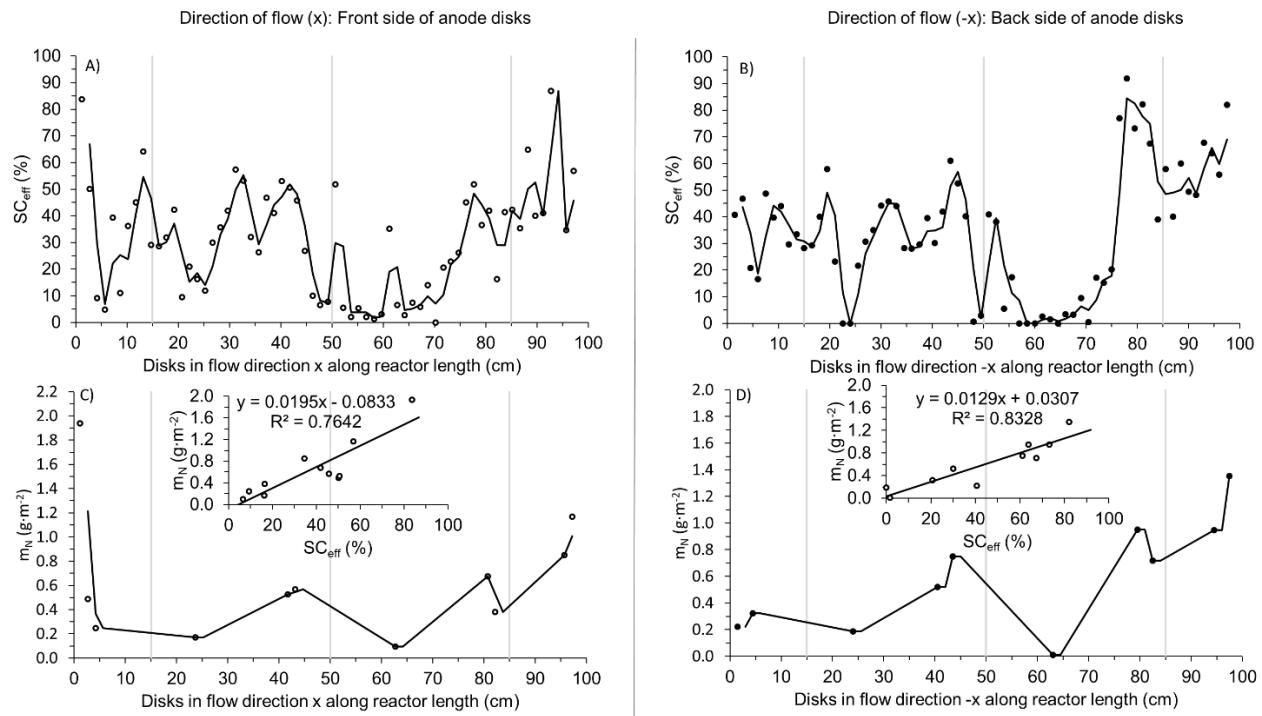 Direction of flow (x): Front side of anode disks
Direction of flow (-x): Back side of anode disks
A)
100
90
80
70
60
50
40
30
20
10
0
SCeff (%)
0 10 20 30 40 50 60 70 80 90 100
Disks in flow direction x along reactor length (cm)
B)
100
90
80
70
60
50
40
30
20
10
0
SCeff (%)
0 10 20 30 40 50 60 70 80 90 100
Disks in flow direction -x along reactor length (cm)
C)
2.2
2.0
1.8
1.6
1.4
1.2
1.0
0.8
0.6
0.4
0.2
0.0
mN (g·m-2)
2.0
1.6
1.2
0.8
0.4
0.0
mN (g·m-2)
y = 0.0195x - 0.0833
R² = 0.7642
0 20 40 60 80 100
SCeff (%)
0 10 20 30 40 50 60 70 80 90 100
Disks in flow direction x along reactor length (cm)
D)
2.0
1.8
1.6
1.4
1.2
1.0
0.8
0.6
0.4
0.2
0.0
mN (g·m-2)
2.0
1.6
1.2
0.8
0.4
0.0
mN (g·m-2)
y = 0.0129x + 0.0307
R² = 0.8328
0 20 40 60 80 100
SCeff (%)
0 10 20 30 40 50 60 70 80 90 100
Disks in flow direction -x along reactor length (cm)